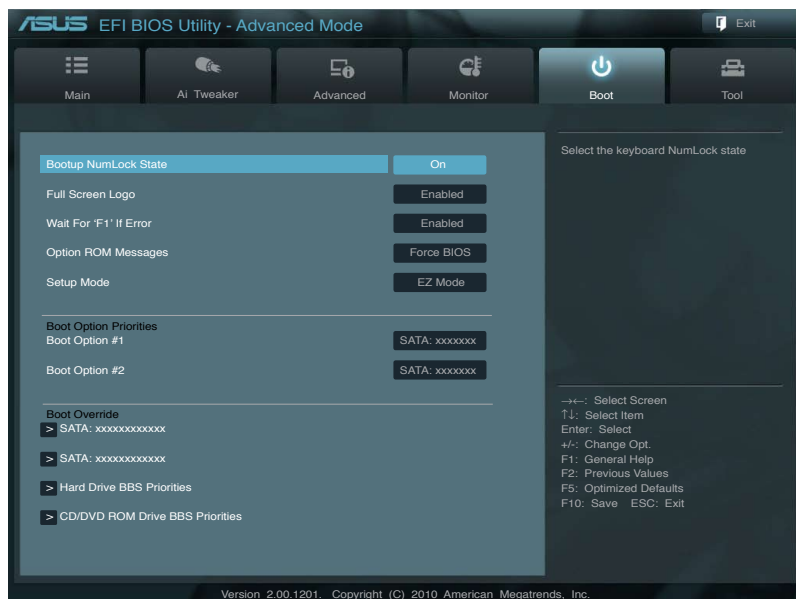 ASUS EFI BIOS Utility - Advanced Mode
Exit
Main
Ai Tweaker
Advanced
Monitor
Boot
Tool
Bootup NumLock State On
Full Screen Logo Enabled
Wait For ‘F1’ If Error Enabled
Option ROM Messages Force BIOS
Setup Mode EZ Mode
Boot Option Priorities
Boot Option #1 SATA: xxxxxxx
Boot Option #2 SATA: xxxxxxx
Boot Override
> SATA: xxxxxxxxxxxx
> SATA: xxxxxxxxxxxx
> Hard Drive BBS Priorities
> CD/DVD ROM Drive BBS Priorities
Select the keyboard NumLock state
→←: Select Screen
↑↓: Select Item
Enter: Select
+/-: Change Opt.
F1: General Help
F2: Previous Values
F5: Optimized Defaults
F10: Save ESC: Exit
Version 2.00.1201. Copyright (C) 2010 American Megatrends, Inc.